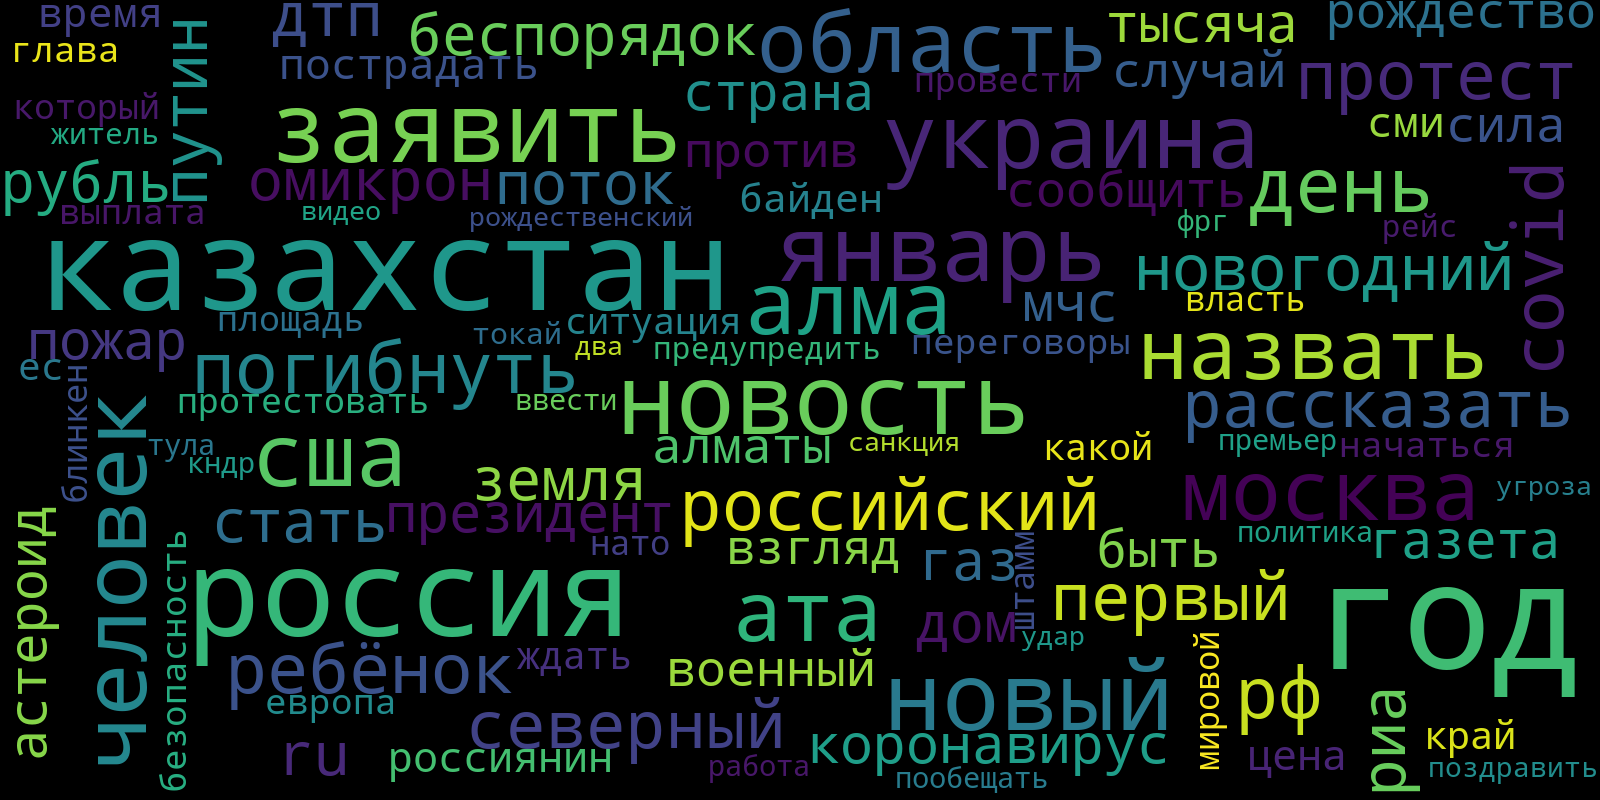 время
дтп
беспорядок
область
тысяча
рождество
глава
путин
пострадать
страна
провести
случай
протест
который
заявить
украина
сми
сила
житель
против
рубль
омикрон
поток
байден
сообщить
день
covid
выплата
видео
рождественский
фрг
рейс
казахстан
январь
новогодний
площадь
токай
ситуация
алма
мчс
власть
пожар
ес
погибнуть
два
предупредить
переговоры
назвать
блинкен
протестовать
ввести
новость
рассказать
человек
тула
кндр
сша
алматы
санкция
какой
премьер
начаться
земля
российский
москва
угроза
астероид
безопасность
стать
президент
нато
взгляд
газ
штамм
быть
политика
газета
россия
ата
дом
удар
первый
год
ребёнок
ждать
военный
новый
мировой
рф
риа
европа
северный
край
ru
россиянин
работа
коронавирус
цена
поздравить
пообещать